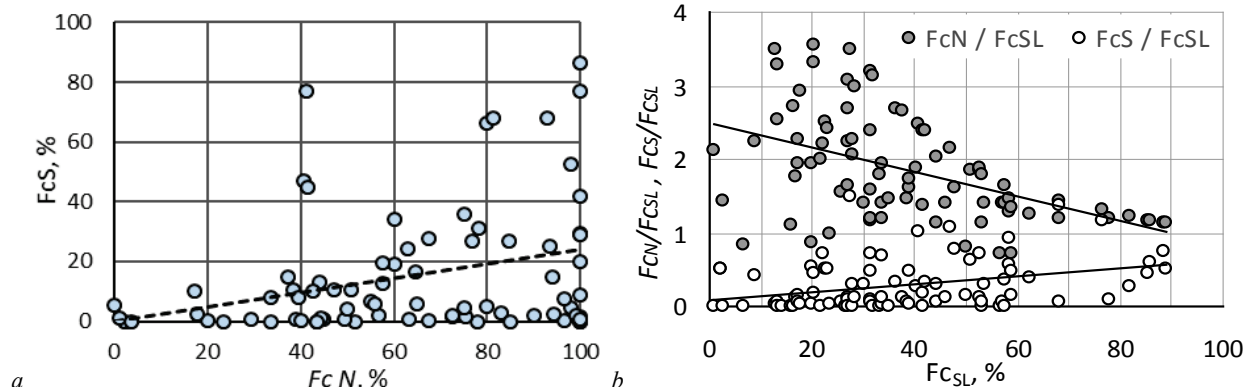 100
80
60
40
20
0
0 20 40 60 80 100
FcS, %
Fc N, %
a
4
3
2
1
0
0 20 40 60 80 100
FcN / FcSL FcS / FcSL
FCN/FCSL , FCS/FCSL
FCSL, %
b